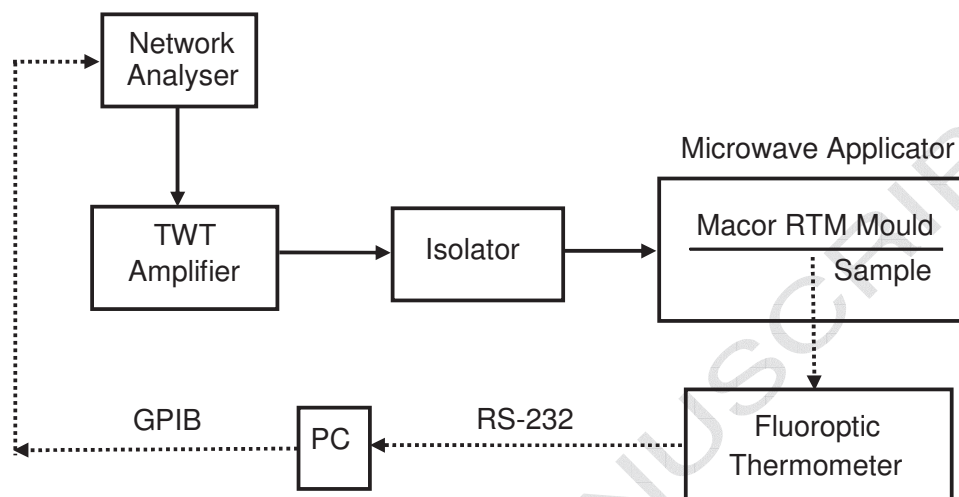 Network
Analyser
Microwave Applicator
TWT
Amplifier
Isolator
Macor RTM Mould
Sample
GPIB
PC
RS-232
Fluoroptic
Thermometer